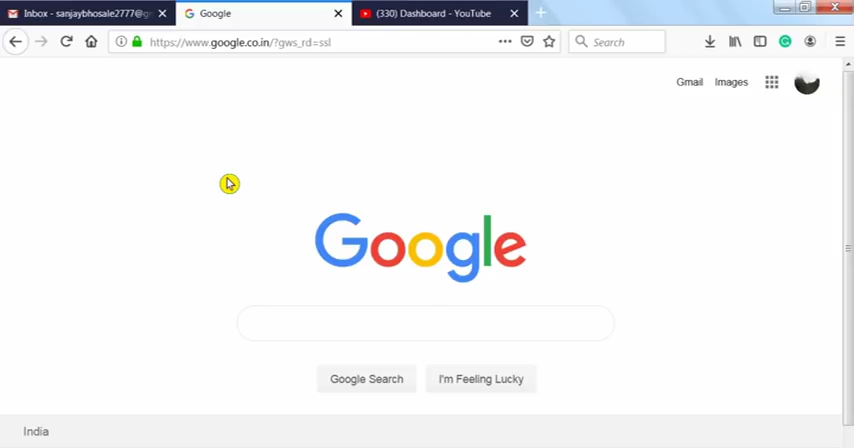 Inbox - sanjaybhosale2777@g
Google
(330) Dashboard - YouTube
https://www.google.co.in/?gws_rd=ssl
Search
Gmail Images
Google
Google Search I'm Feeling Lucky
India